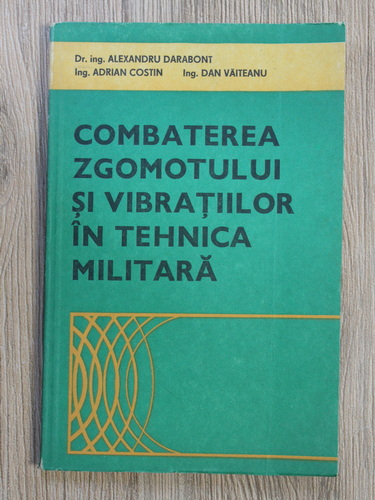 Dr. ing. ALEXANDRU DARABONT
Ing. ADRIAN COSTIN Ing. DAN VĂITEANU
COMBATEREA
ZGOMOTULUI
ȘI VIBRAȚIILOR
ÎN TEHNICA
MILITARĂ